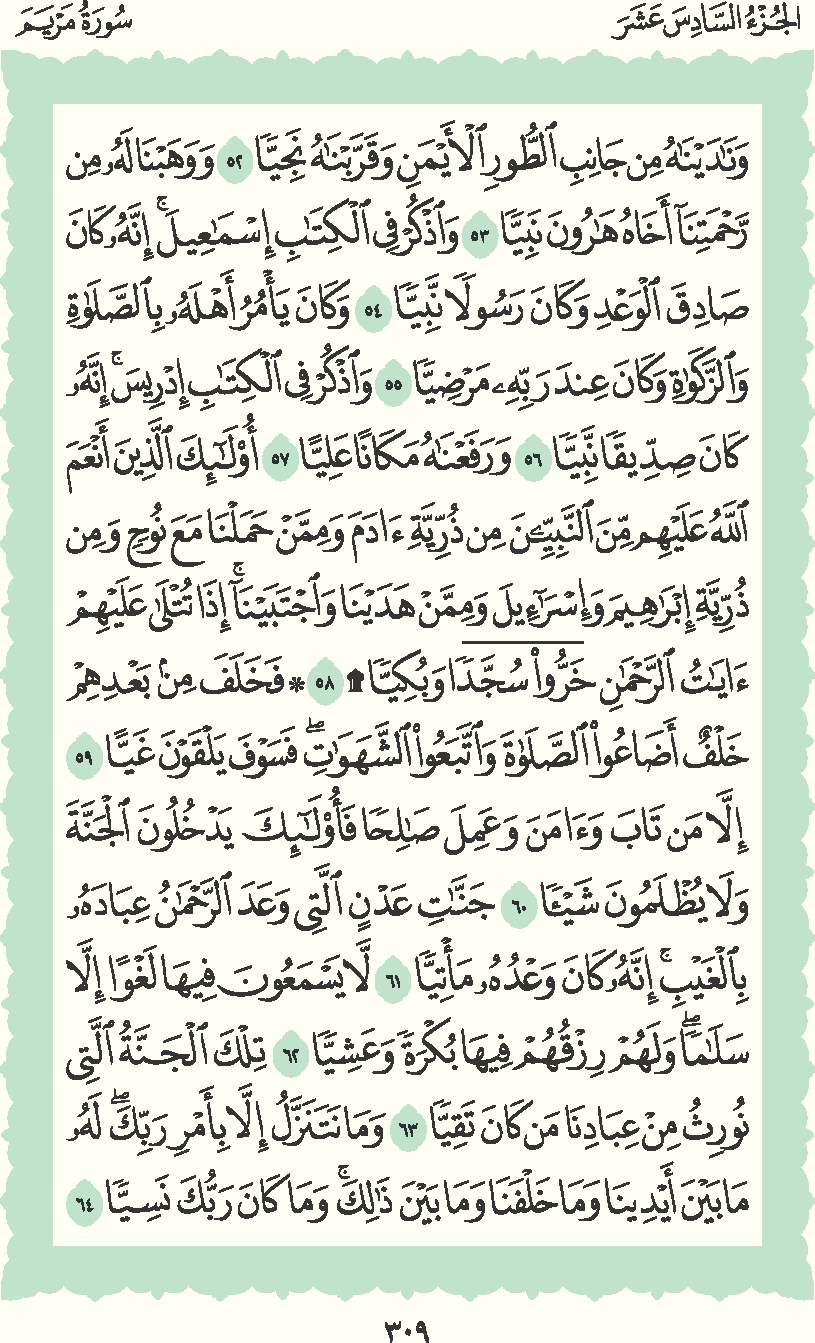 الجُزْءُ السَّادِسَ عَشَرَ
سُورَةُ مَرْيَمَ
وَنَٰدَيْنَٰهُ مِن جَانِبِ ٱلطُّورِ ٱلْأَيْمَنِ وَقَرَّبْنَٰهُ نَجِيًّا ٥٢ وَوَهَبْنَا لَهُۥ مِن
رَّحْمَتِنَآ أَخَاهُ هَٰرُونَ نَبِيًّا ٥٣ وَٱذْكُرْ فِى ٱلْكِتَٰبِ إِسْمَٰعِيلَ ۚ إِنَّهُۥ كَانَ
صَادِقَ ٱلْوَعْدِ وَكَانَ رَسُولًا نَّبِيًّا ٥٤ وَكَانَ يَأْمُرُ أَهْلَهُۥ بِٱلصَّلَوٰةِ
وَٱلزَّكَوٰةِ وَكَانَ عِندَ رَبِّهِۦ مَرْضِيًّا ٥٥ وَٱذْكُرْ فِى ٱلْكِتَٰبِ إِدْرِيسَ ۚ إِنَّهُۥ
كَانَ صِدِّيقًا نَّبِيًّا ٥٦ وَرَفَعْنَٰهُ مَكَانًا عَلِيًّا ٥٧ أُو۟لَٰٓئِكَ ٱلَّذِينَ أَنْعَمَ
ٱللَّهُ عَلَيْهِم مِّنَ ٱلنَّبِيِّـۧنَ مِن ذُرِّيَّةِ ءَادَمَ وَمِمَّنْ حَمَلْنَا مَعَ نُوحٍ وَمِن
ذُرِّيَّةِ إِبْرَٰهِيمَ وَإِسْرَٰٓءِيلَ وَمِمَّنْ هَدَيْنَا وَٱجْتَبَيْنَآ ۚ إِذَا تُتْلَىٰ عَلَيْهِمْ
ءَايَٰتُ ٱلرَّحْمَٰنِ خَرُّوا۟ سُجَّدًا وَبُكِيًّا ۩ ٥٨ * فَخَلَفَ مِنۢ بَعْدِهِمْ
خَلْفٌ أَضَاعُوا۟ ٱلصَّلَوٰةَ وَٱتَّبَعُوا۟ ٱلشَّهَوَٰتِ ۖ فَسَوْفَ يَلْقَوْنَ غَيًّا ٥٩
إِلَّا مَن تَابَ وَءَامَنَ وَعَمِلَ صَٰلِحًا فَأُو۟لَٰٓئِكَ يَدْخُلُونَ ٱلْجَنَّةَ
وَلَا يُظْلَمُونَ شَيْـًٔا ٦٠ جَنَّٰتِ عَدْنٍ ٱلَّتِى وَعَدَ ٱلرَّحْمَٰنُ عِبَادَهُۥ
بِٱلْغَيْبِ ۚ إِنَّهُۥ كَانَ وَعْدُهُۥ مَأْتِيًّا ٦١ لَّا يَسْمَعُونَ فِيهَا لَغْوًا إِلَّا
سَلَٰمًا ۖ وَلَهُمْ رِزْقُهُمْ فِيهَا بُكْرَةً وَعَشِيًّا ٦٢ تِلْكَ ٱلْجَنَّةُ ٱلَّتِى
نُورِثُ مِنْ عِبَادِنَا مَن كَانَ تَقِيًّا ٦٣ وَمَا نَتَنَزَّلُ إِلَّا بِأَمْرِ رَبِّكَ ۖ لَهُۥ
مَا بَيْنَ أَيْدِينَا وَمَا خَلْفَنَا وَمَا بَيْنَ ذَٰلِكَ ۚ وَمَا كَانَ رَبُّكَ نَسِيًّا ٦٤
٣٠٩